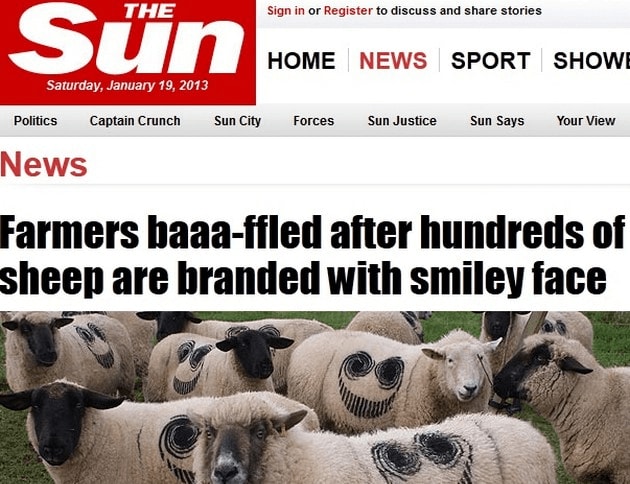 THE
Sun
Saturday, January 19, 2013
Sign in or Register to discuss and share stories
HOME NEWS SPORT
Politics Captain Crunch Sun City Forces Sun Justice Sun Says Your View
News
Farmers baaa-ffled after hundreds of
sheep are branded with smiley face